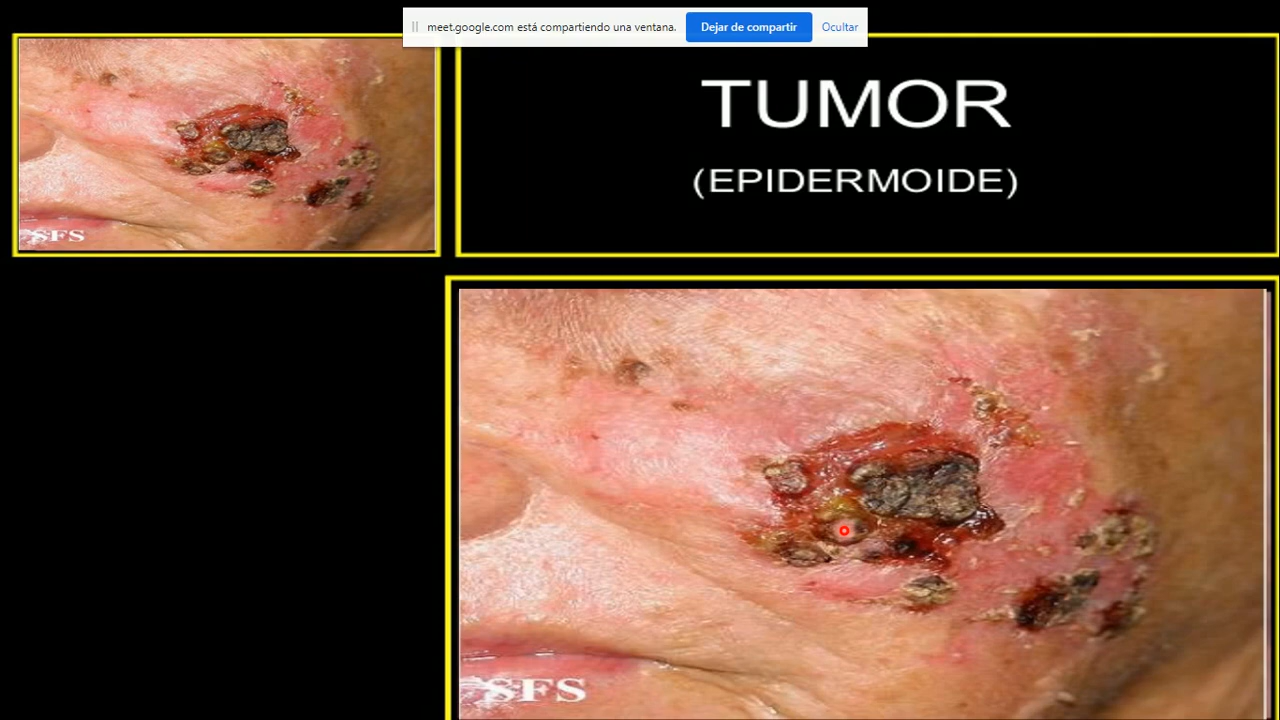 meet.google.com está compartiendo una ventana. Dejar de compartir Ocultar
TUMOR
(EPIDERMOIDE)
SFS
SFS